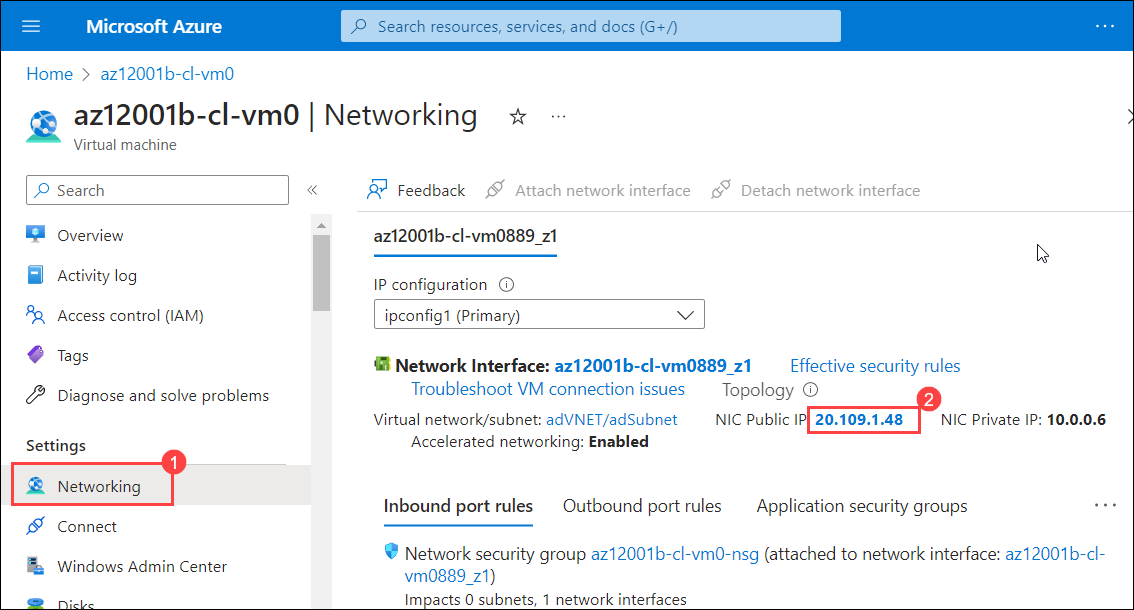 Microsoft Azure
Search resources, services, and docs (G+/)
...
Home > az12001b-cl-vm0
az12001b-cl-vm0 | Networking
...
Virtual machine
Search
«
Feedback
Attach network interface
Detach network interface
Overview
Activity log
Access control (IAM)
Tags
Diagnose and solve problems
Settings
1
Networking
Connect
Windows Admin Center
Disks
az12001b-cl-vm0889_z1
IP configuration
ipconfig1 (Primary)
Network Interface: az12001b-cl-vm0889_z1 Effective security rules
Troubleshoot VM connection issues Topology
2
Virtual network/subnet: adVNET/adSubnet NIC Public IP 20.109.1.48 NIC Private IP: 10.0.0.6
Accelerated networking: Enabled
Inbound port rules Outbound port rules Application security groups ...
Network security group az12001b-cl-vm0-nsg (attached to network interface: az12001b-cl-
vm0889_z1)
Impacts 0 subnets, 1 network interfaces